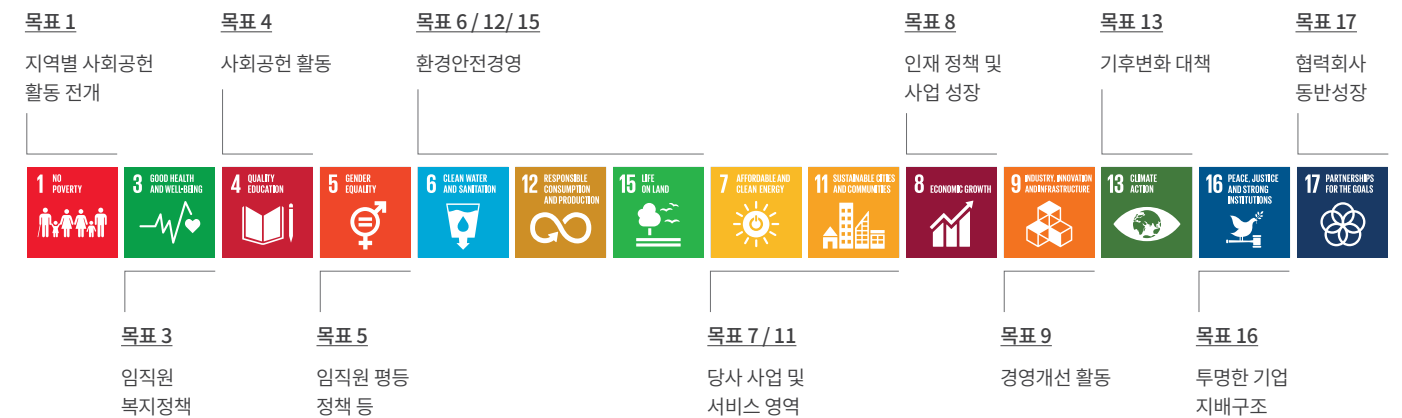 목표 1
지역별 사회공헌
활동 전개
목표 4
사회공헌 활동
목표 6 / 12/ 15
환경안전경영
목표 8
인재 정책 및
사업 성장
목표 13
기후변화 대책
목표 17
협력회사
동반성장
1 NO
POVERTY
3 GOOD HEALTH
AND WELL-BEING
4 QUALITY
EDUCATION
5 GENDER
EQUALITY
6 CLEAN WATER
AND SANITATION
12 RESPONSIBLE
CONSUMPTION
AND PRODUCTION
15 LIFE
ON LAND
7 AFFORDABLE AND
CLEAN ENERGY
11 SUSTAINABLE CITIES
AND COMMUNITIES
8 ECONOMIC GROWTH
9 INDUSTRY, INNOVATION
AND INFRASTRUCTURE
13 CLIMATE
ACTION
16 PEACE, JUSTICE
AND STRONG
INSTITUTIONS
17 PARTNERSHIPS
FOR THE GOALS
목표 3
임직원
복지정책
목표 5
임직원 평등
정책 등
목표 7 / 11
당사 사업 및
서비스 영역
목표 9
경영개선 활동
목표 16
투명한 기업
지배구조